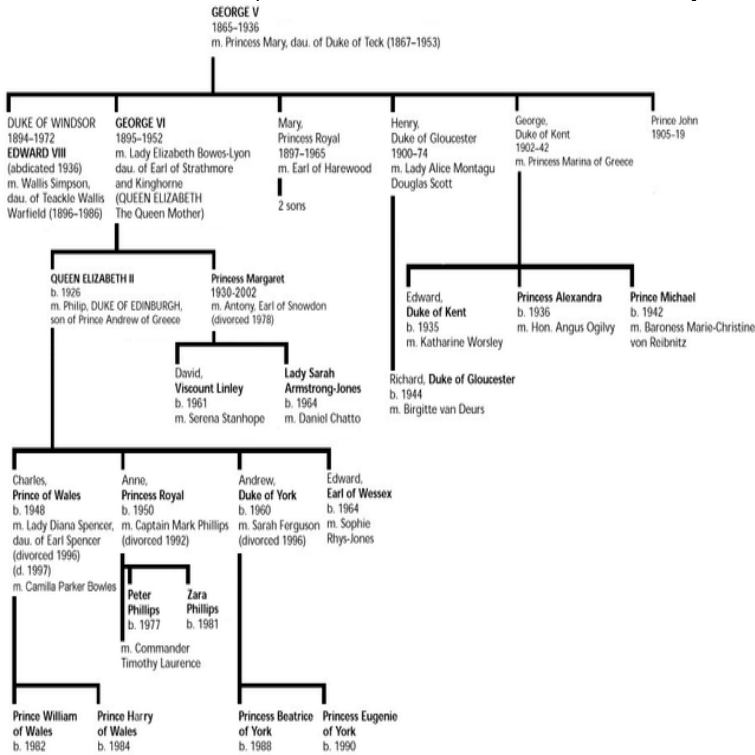 GEORGE V
1865–1936
m. Princess Mary, dau. of Duke of Teck (1867–1953)
DUKE OF WINDSOR
1894–1972
EDWARD VIII
(abdicated 1936)
m. Wallis Simpson,
dau. of Teackle Wallis
Warfield (1896–1986)
GEORGE VI
1895–1952
m. Lady Elizabeth Bowes-Lyon
dau. of Earl of Strathmore
and Kinghorne
(QUEEN ELIZABETH
The Queen Mother)
Mary,
Princess Royal
1897–1965
m. Earl of Harewood
2 sons
Henry,
Duke of Gloucester
1900–74
m. Lady Alice Montagu
Douglas Scott
George,
Duke of Kent
1902–42
m. Princess Marina of Greece
Prince John
1905–19
QUEEN ELIZABETH II
b. 1926
m. Philip, DUKE OF EDINBURGH,
son of Prince Andrew of Greece
Princess Margaret
1930-2002
m. Antony, Earl of Snowdon
(divorced 1978)
Edward,
Duke of Kent
b. 1935
m. Katharine Worsley
Princess Alexandra
b. 1936
m. Hon. Angus Ogilvy
Prince Michael
b. 1942
m. Baroness Marie-Christine
von Reibnitz
David,
Viscount Linley
b. 1961
m. Serena Stanhope
Lady Sarah
Armstrong-Jones
b. 1964
m. Daniel Chatto
Richard, Duke of Gloucester
b. 1944
m. Birgitte van Deurs
Charles,
Prince of Wales
b. 1948
m. Lady Diana Spencer,
dau. of Earl Spencer
(divorced 1996)
(d. 1997)
m. Camilla Parker Bowles
Anne,
Princess Royal
b. 1950
m. Captain Mark Phillips
(divorced 1992)
Peter
Phillips
b. 1977
Zara
Phillips
b. 1981
m. Commander
Timothy Laurence
Andrew,
Duke of York
b. 1960
m. Sarah Ferguson
(divorced 1996)
Edward,
Earl of Wessex
b. 1964
m. Sophie
Rhys-Jones
Prince William
of Wales
b. 1982
Prince Harry
of Wales
b. 1984
Princess Beatrice
of York
b. 1988
Princess Eugenie
of York
b. 1990